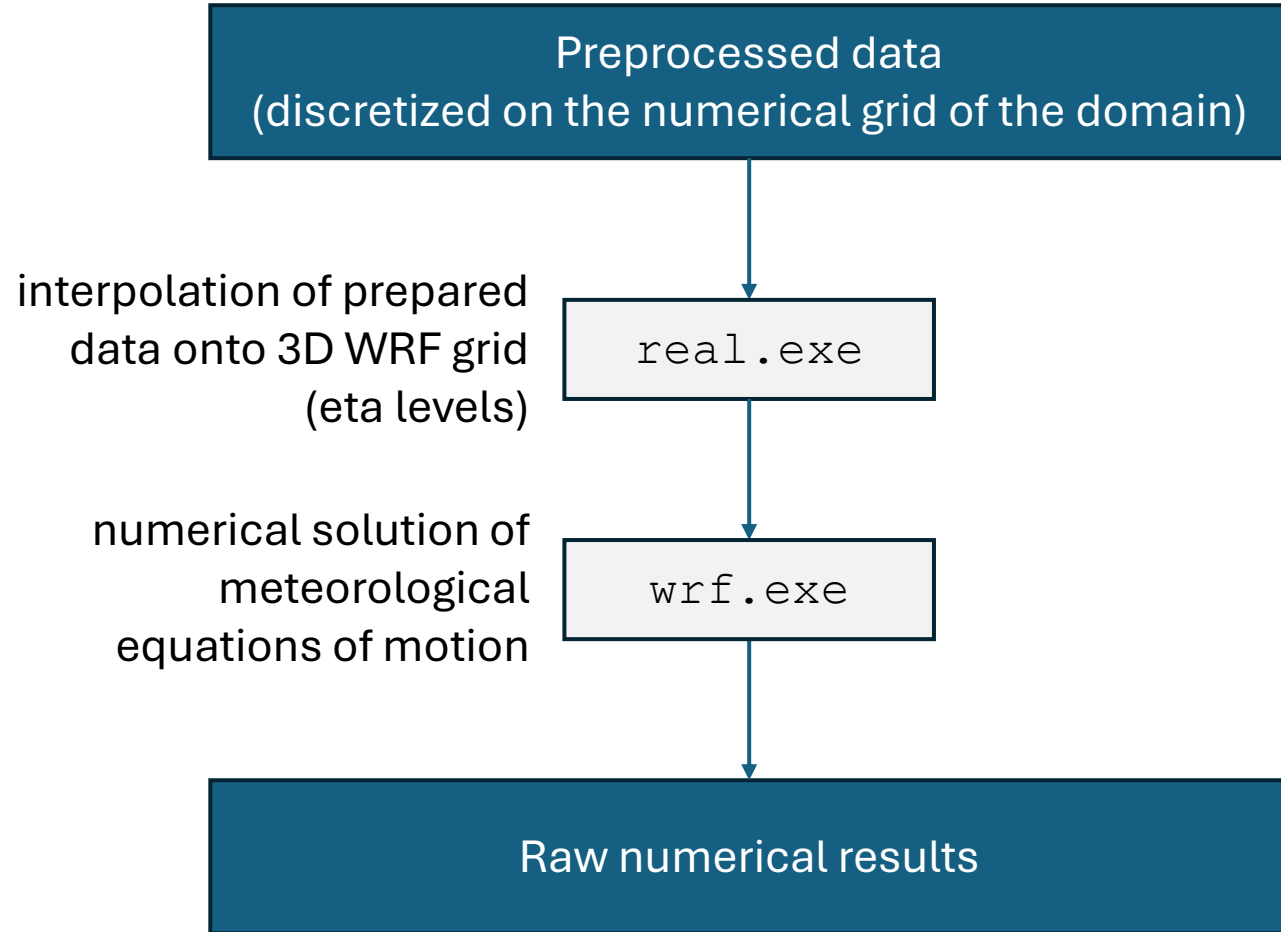 Preprocessed data
(discretized on the numerical grid of the domain)
interpolation of prepared
data onto 3D WRF grid
(eta levels)
real.exe
numerical solution of
meteorological
equations of motion
wrf.exe
Raw numerical results